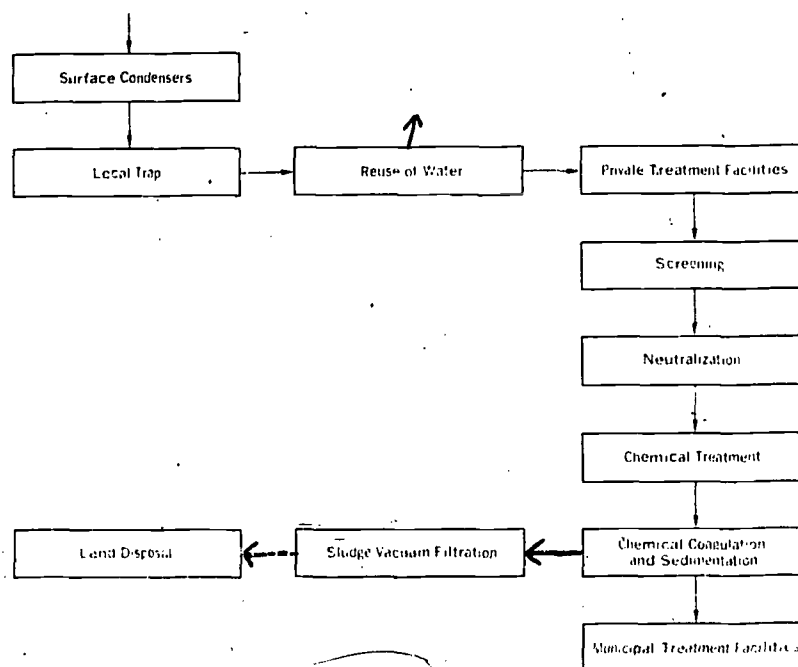 Surface Condensers
Local Trap
Reuse of Water
Private Treatment Facilities
Screening
Neutralization
Chemical Treatment
Land Disposal
Sludge Vacuum Filtration
Chemical Coagulation
and Sedimentation
Municipal Treatment Facilities